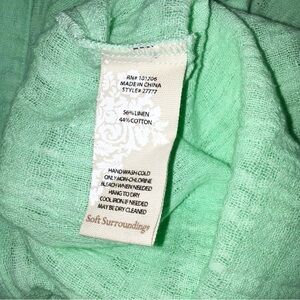 RN# 101206
MADE IN CHINA
STYLE# 27777
56% LINEN
44% COTTON
HAND WASH COLD
ONLY NON-CHLORINE
BLEACH WHEN NEEDED
HANG TO DRY
COOL IRON IF NEEDED
MAY BE DRY CLEANED
Soft Surroundings